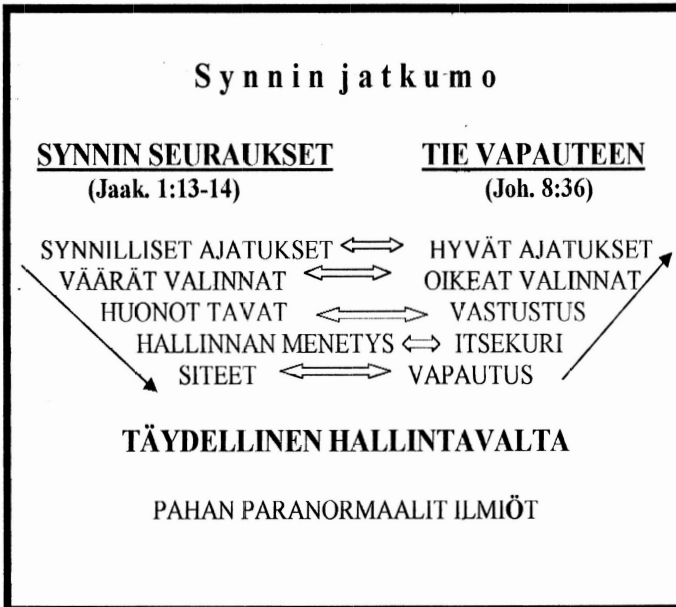 Synnin jatkumo
SYNNIN SEURAUKSET TIE VAPAUTEEN
(Jaak. 1:13-14) (Joh. 8:36)
SYNNILLISET AJATUKSET HYVÄT AJATUKSET
VÄÄRÄT VALINNAT OIKEAT VALINNAT
HUONOT TAVAT VASTUSTUS
HALLINNAN MENETYS ITSEKURI
SITEET VAPAUTUS
TÄYDELLINEN HALLINTAVALTA
PAHAN PARANORMAALIT ILMIÖT